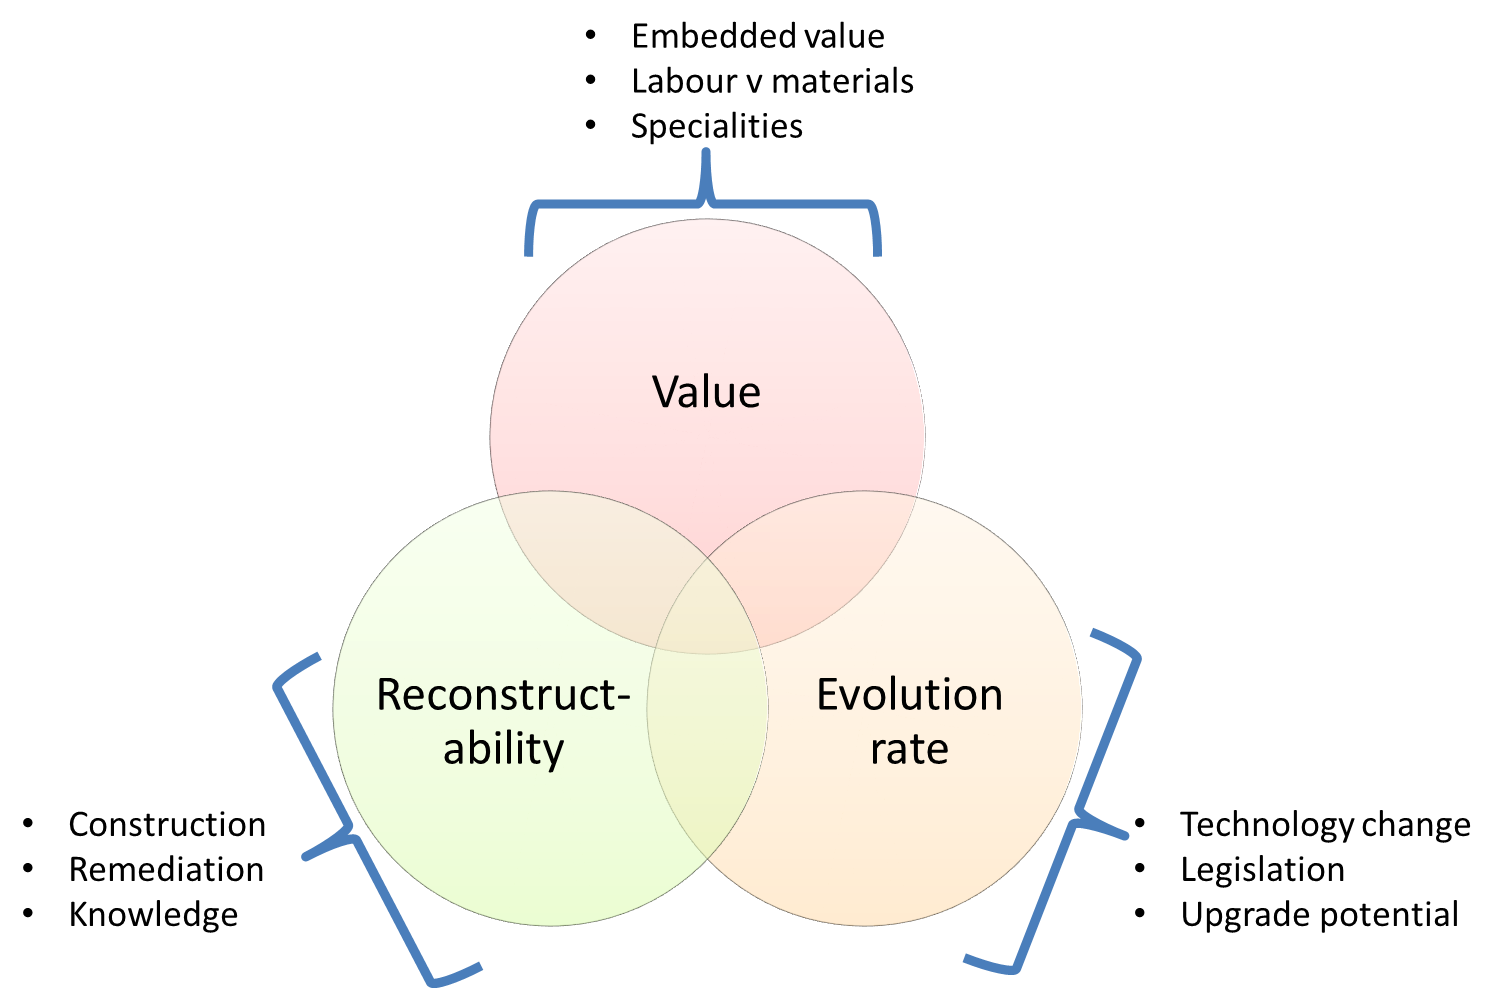 • Embedded value
• Labour v materials
• Specialities
Value
Reconstruct-
ability
Evolution
rate
• Construction
• Remediation
• Knowledge
• Technology change
• Legislation
• Upgrade potential